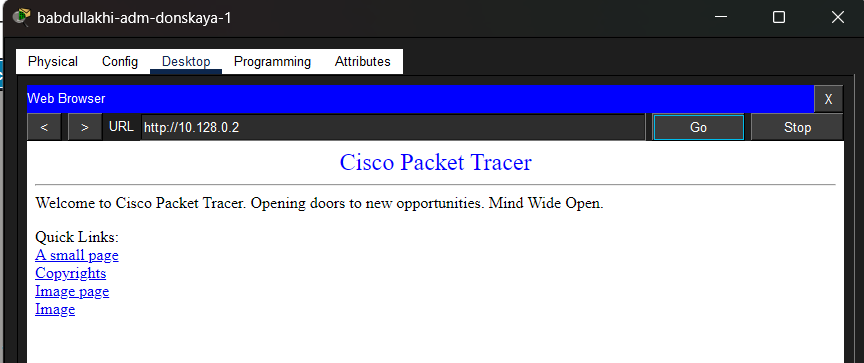 babdullakhi-adm-donskaya-1
Physical Config Desktop Programming Attributes
Web Browser X
< > URL http://10.128.0.2 Go Stop
Cisco Packet Tracer
Welcome to Cisco Packet Tracer. Opening doors to new opportunities. Mind Wide Open.
Quick Links:
A small page
Copyrights
Image page
Image